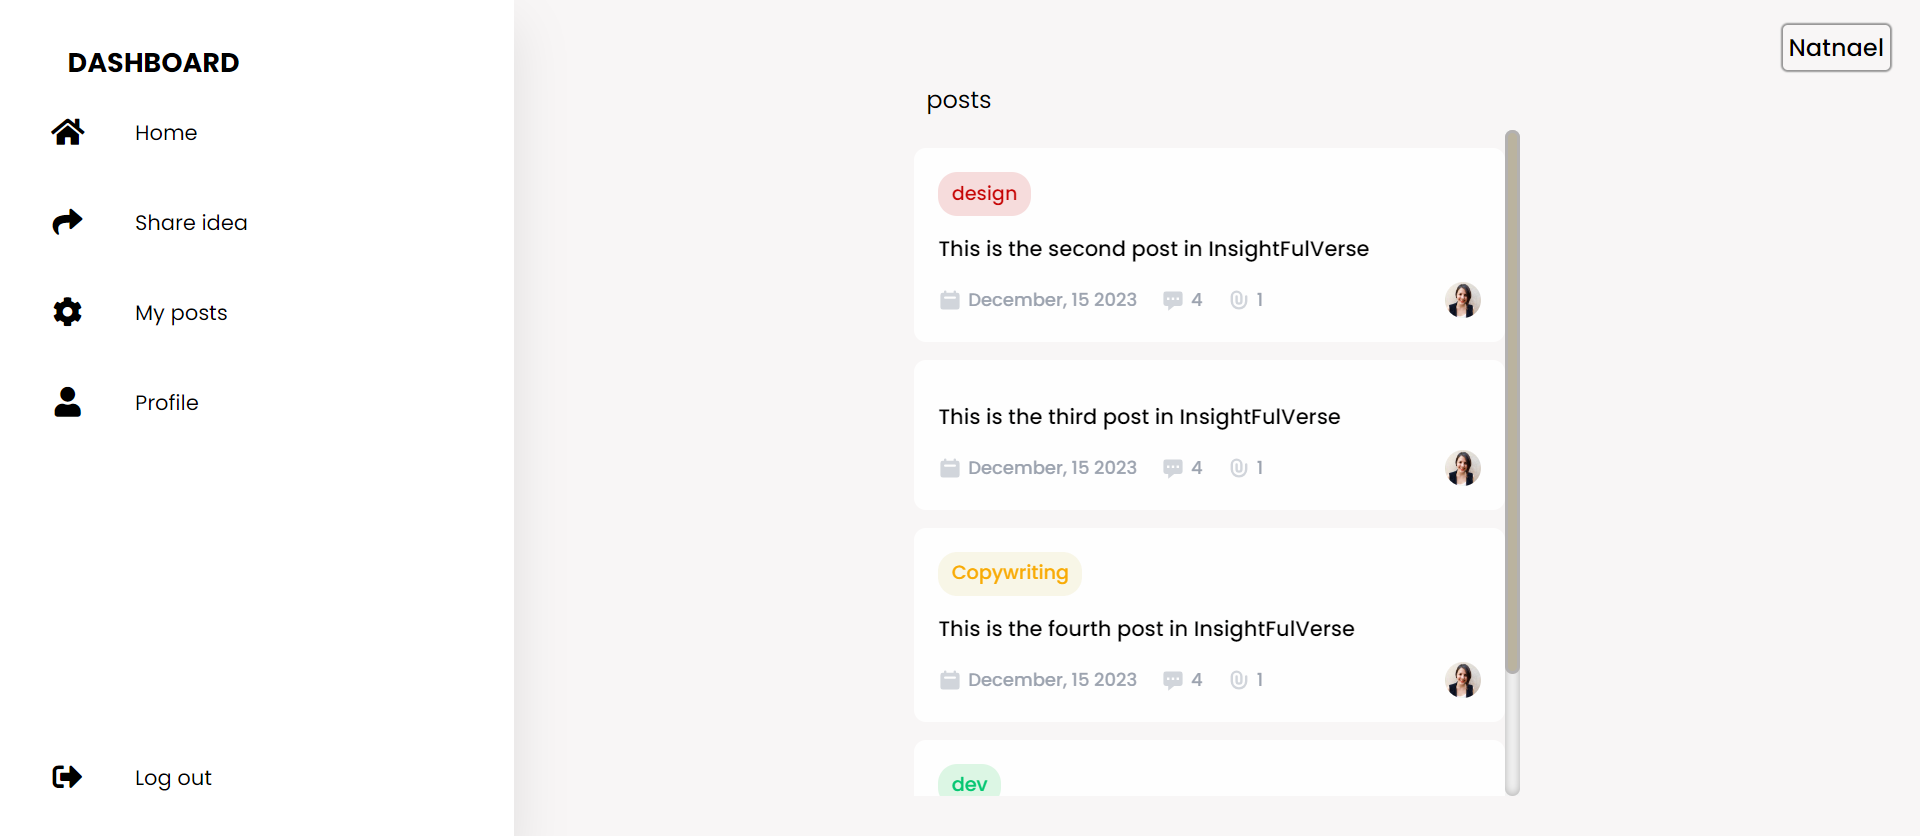 DASHBOARD
Home
Share idea
My posts
Profile
Log out
Natnael
posts
design
This is the second post in InsightFulVerse
December, 15 2023 4 1
This is the third post in InsightFulVerse
December, 15 2023 4 1
Copywriting
This is the fourth post in InsightFulVerse
December, 15 2023 4 1
dev